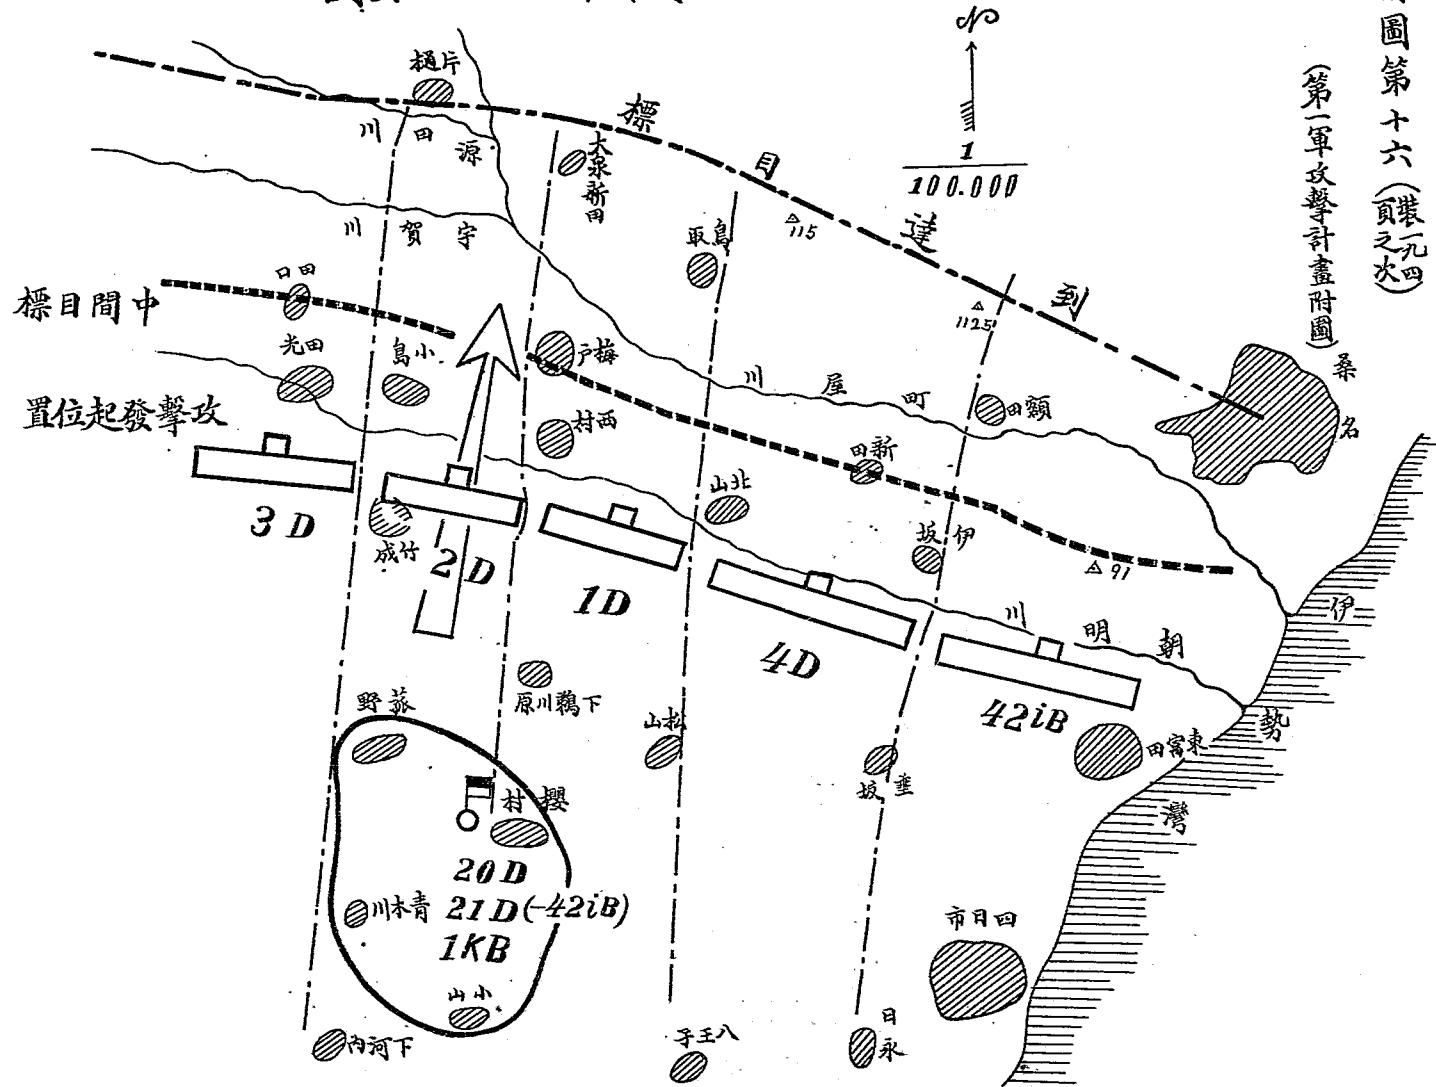 圖第十六(裝一九四頁之次)
(第一軍攻擊計畫附圖)
N
1
100.000
到達目標
中間目標
攻擊發起位置
片樋
源田川
大泉新田
宇賀川
鳥取
115
1125
田口
田光
小島
梅戶
西村
町屋川
額田
桑名
新田
北山
伊坂
91
竹成
3D
2D
1D
4D
42iB
朝明川
伊勢灣
東富田
下鵜川原
菰野
松山
垂坂
櫻村
20D
21D(-42iB)
1KB
青木川
小山
下河內
八王子
日永
四日市